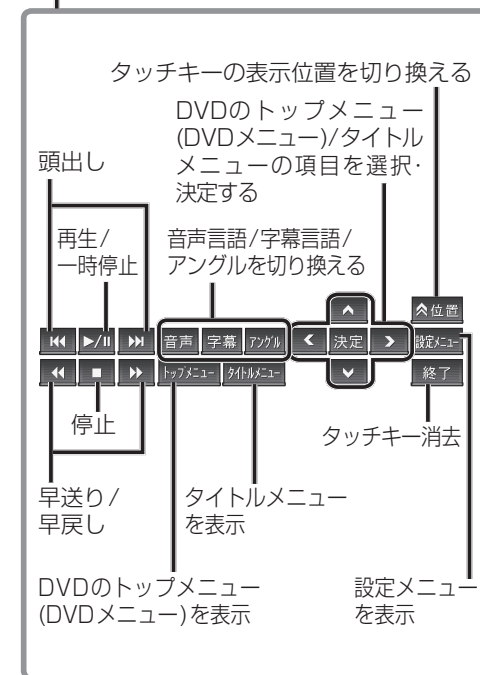 タッチキーの表示位置を切り換える
DVDのトップメニュー
(DVDメニュー)/タイトル
メニューの項目を選択・
決定する
頭出し
再生/
一時停止
音声言語/字幕言語/
アングルを切り換える
位置
音声 字幕 アングル 決定 設定メニュー
トップメニュー タイトルメニュー 終了
停止
タッチキー消去
早送り/
早戻し
タイトルメニュー
を表示
DVDのトップメニュー
(DVDメニュー)を表示
設定メニュー
を表示